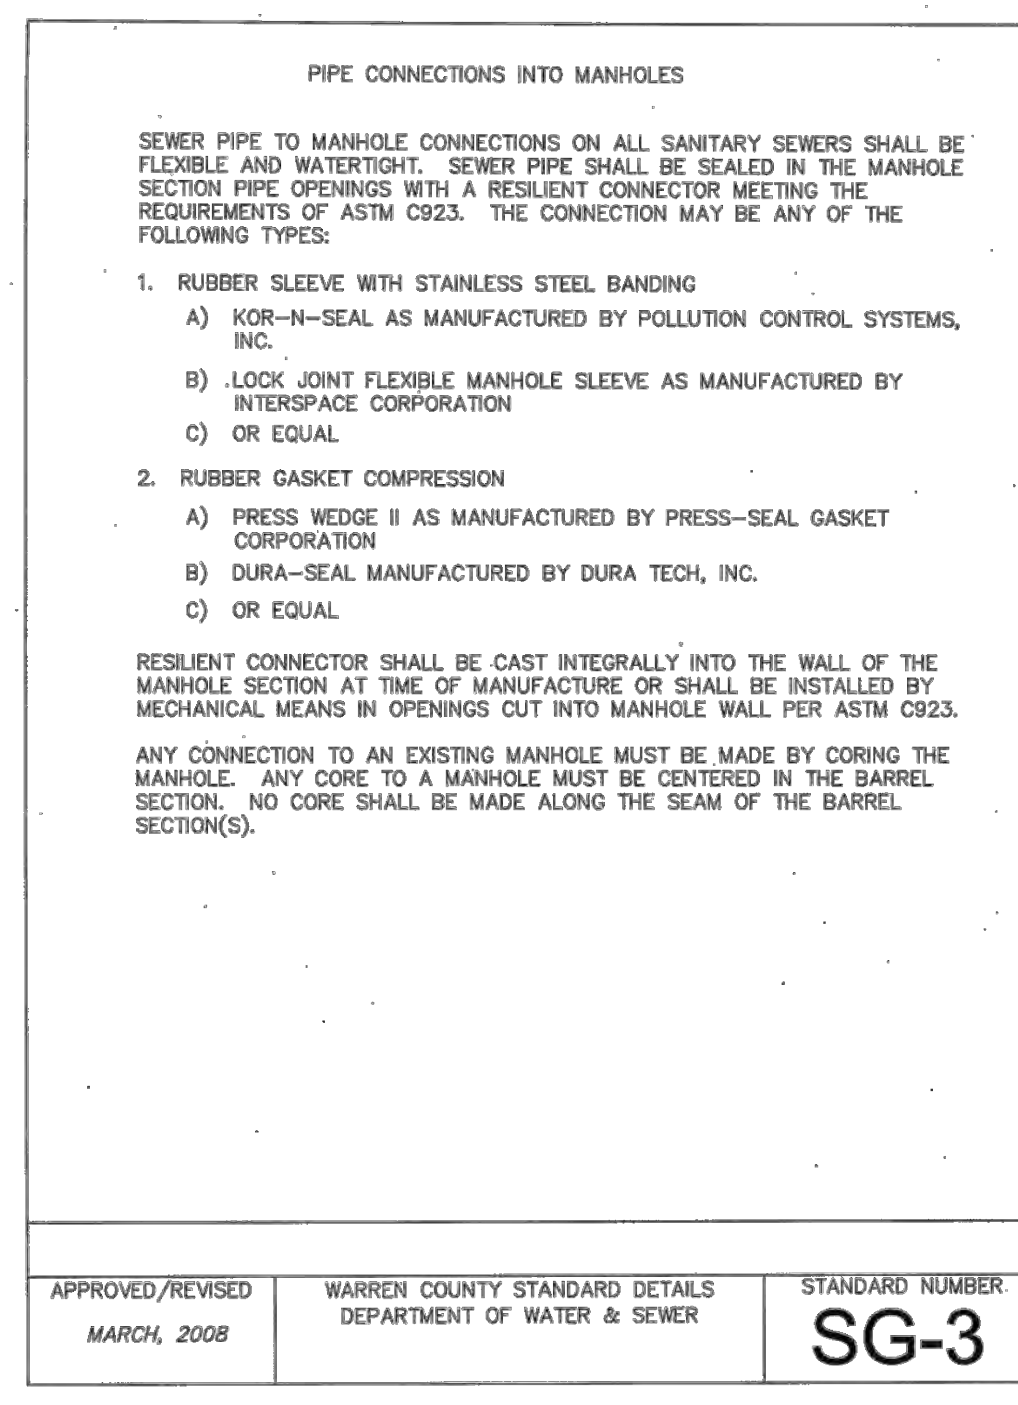 PIPE CONNECTIONS INTO MANHOLES
SEWER PIPE TO MANHOLE CONNECTIONS ON ALL SANITARY SEWERS SHALL BE
FLEXIBLE AND WATERTIGHT. SEWER PIPE SHALL BE SEALED IN THE MANHOLE
SECTION PIPE OPENINGS WITH A RESILIENT CONNECTOR MEETING THE
REQUIREMENTS OF ASTM C923. THE CONNECTION MAY BE ANY OF THE
FOLLOWING TYPES:
1. RUBBER SLEEVE WITH STAINLESS STEEL BANDING
A) KOR-N-SEAL AS MANUFACTURED BY POLLUTION CONTROL SYSTEMS,
INC.
B) LOCK JOINT FLEXIBLE MANHOLE SLEEVE AS MANUFACTURED BY
INTERSPACE CORPORATION
C) OR EQUAL
2. RUBBER GASKET COMPRESSION
A) PRESS WEDGE II AS MANUFACTURED BY PRESS-SEAL GASKET
CORPORATION
B) DURA-SEAL MANUFACTURED BY DURA TECH, INC.
C) OR EQUAL
RESILIENT CONNECTOR SHALL BE CAST INTEGRALLY INTO THE WALL OF THE
MANHOLE SECTION AT TIME OF MANUFACTURE OR SHALL BE INSTALLED BY
MECHANICAL MEANS IN OPENINGS CUT INTO MANHOLE WALL PER ASTM C923.
ANY CONNECTION TO AN EXISTING MANHOLE MUST BE MADE BY CORING THE
MANHOLE. ANY CORE TO A MANHOLE MUST BE CENTERED IN THE BARREL
SECTION. NO CORE SHALL BE MADE ALONG THE SEAM OF THE BARREL
SECTION(S).
APPROVED/REVISED
MARCH, 2008
WARREN COUNTY STANDARD DETAILS
DEPARTMENT OF WATER & SEWER
STANDARD NUMBER
SG-3